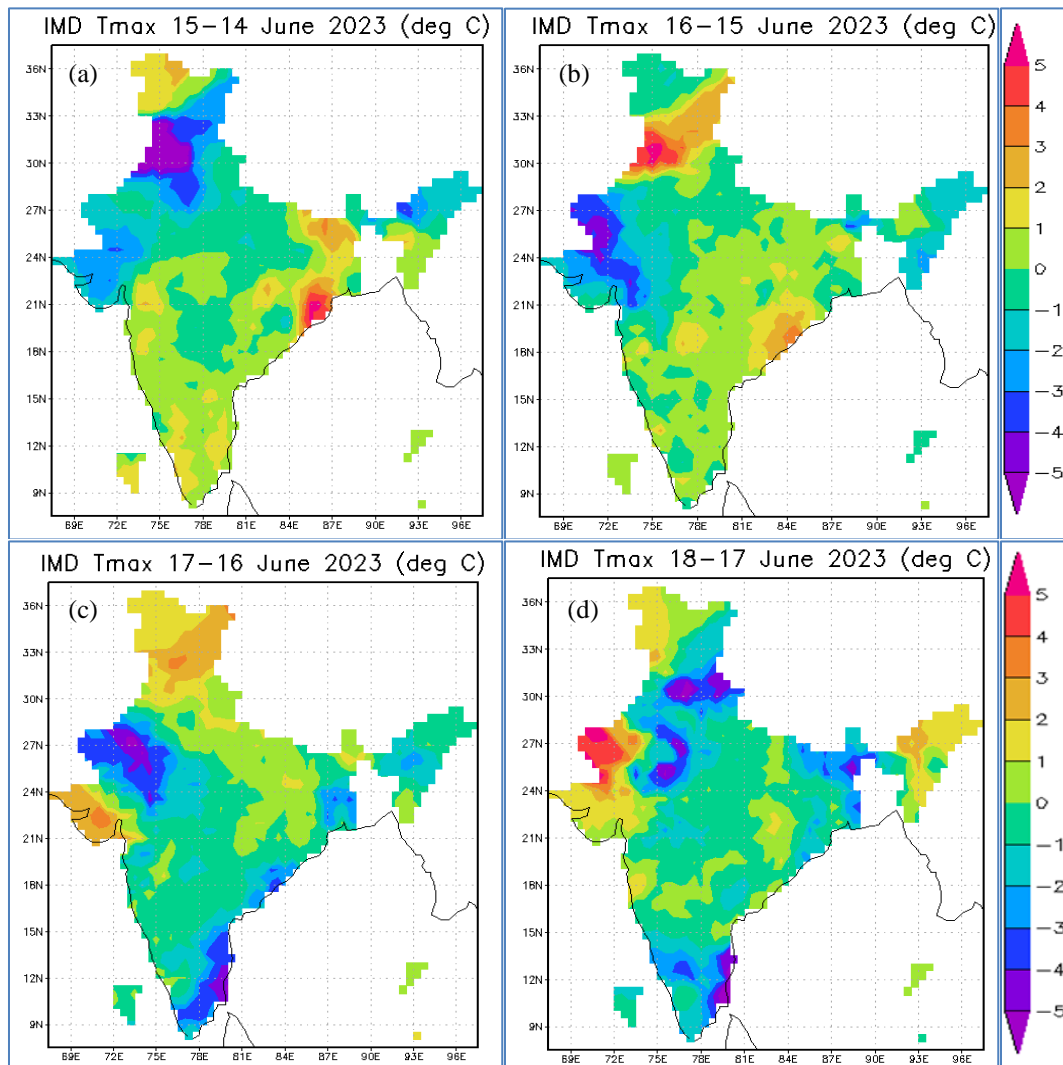 IMD Tmax 15-14 June 2023 (deg C)
(a)
36N
33N
30N
27N
24N
21N
18N
15N
12N
9N
69E 72E 75E 78E 81E 84E 87E 90E 93E 96E
IMD Tmax 16-15 June 2023 (deg C)
(b)
36N
33N
30N
27N
24N
21N
18N
15N
12N
9N
69E 72E 75E 78E 81E 84E 87E 90E 93E 96E
5
4
3
2
1
0
-1
-2
-3
-4
-5
IMD Tmax 17-16 June 2023 (deg C)
(c)
36N
33N
30N
27N
24N
21N
18N
15N
12N
9N
69E 72E 75E 78E 81E 84E 87E 90E 93E 96E
IMD Tmax 18-17 June 2023 (deg C)
(d)
36N
33N
30N
27N
24N
21N
18N
15N
12N
9N
69E 72E 75E 78E 81E 84E 87E 90E 93E 96E
5
4
3
2
1
0
-1
-2
-3
-4
-5